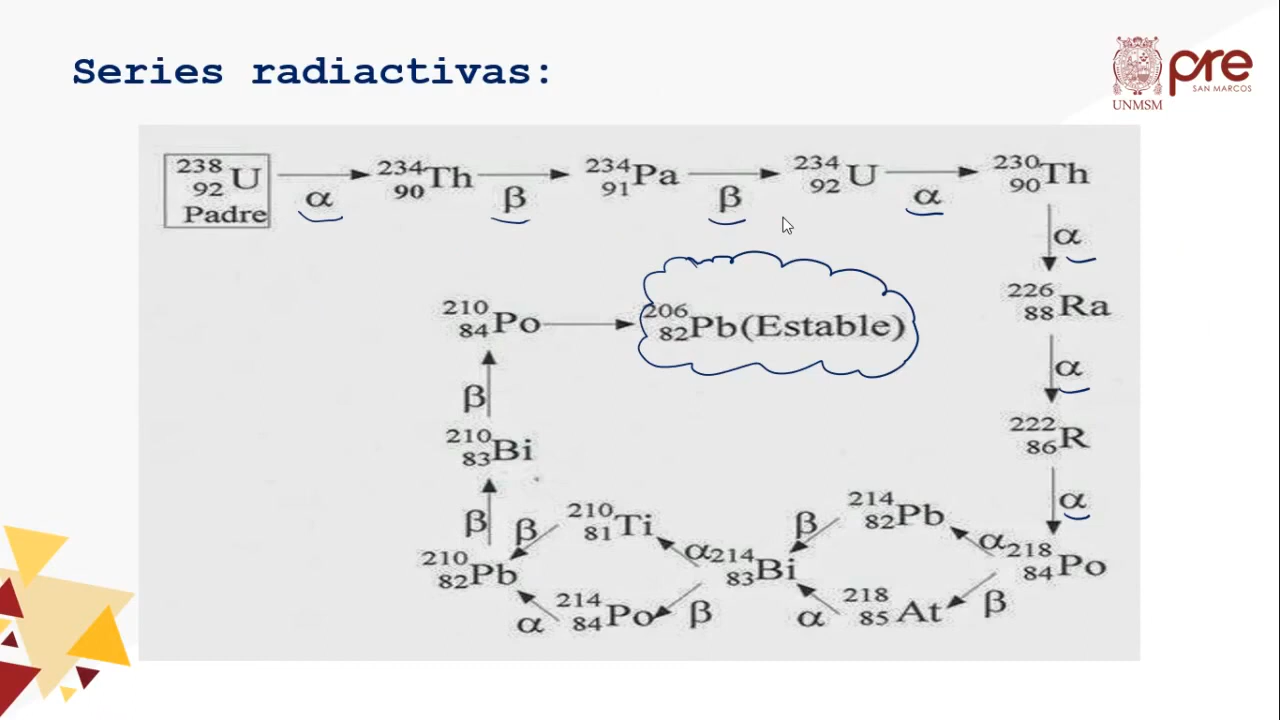 Series radiactivas:
pre
SAN MARCOS
UNMSM
238 92 U Padre
α
234 90 Th
β
234 91 Pa
β
234 92 U
α
230 90 Th
α
226 88 Ra
α
222 86 R
α
218 84 Po
α
214 82 Pb
β
β
218 85 At
α
214 83 Bi
α
210 81 Ti
β
β
214 84 Po
α
210 82 Pb
β
210 83 Bi
β
210 84 Po
206 82 Pb(Estable)